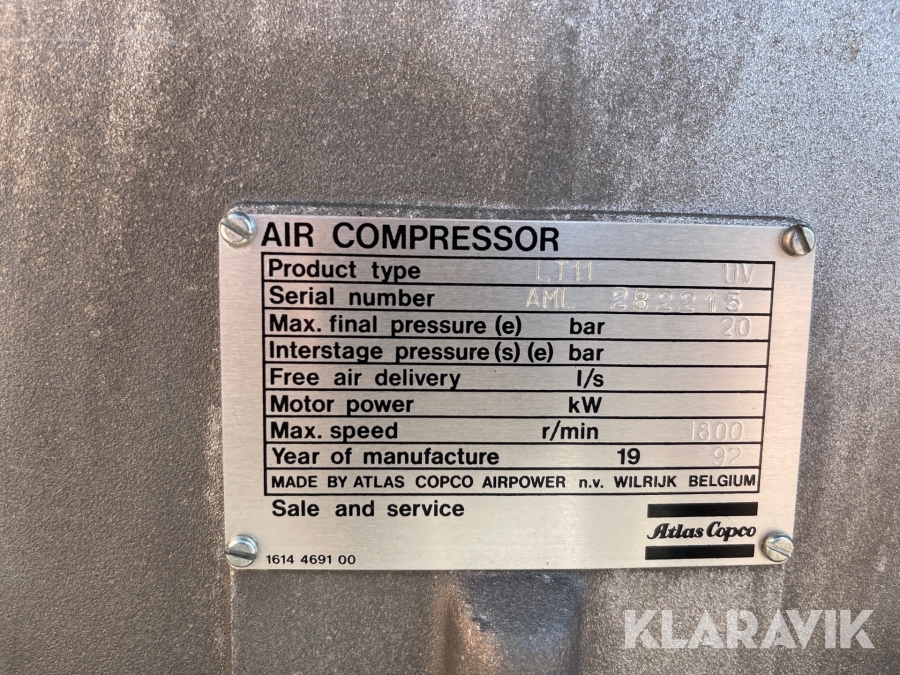 AIR COMPRESSOR
Product type LT11 UV
Serial number AML 282215
Max. final pressure (e) bar 20
Interstage pressure(s) (e) bar
Free air delivery l/s
Motor power kW
Max. speed r/min 1800
Year of manufacture 19 92
MADE BY ATLAS COPCO AIRPOWER n.v. WILRIJK BELGIUM
Sale and service
Atlas Copco
1614 4691 00
KLARAVIK